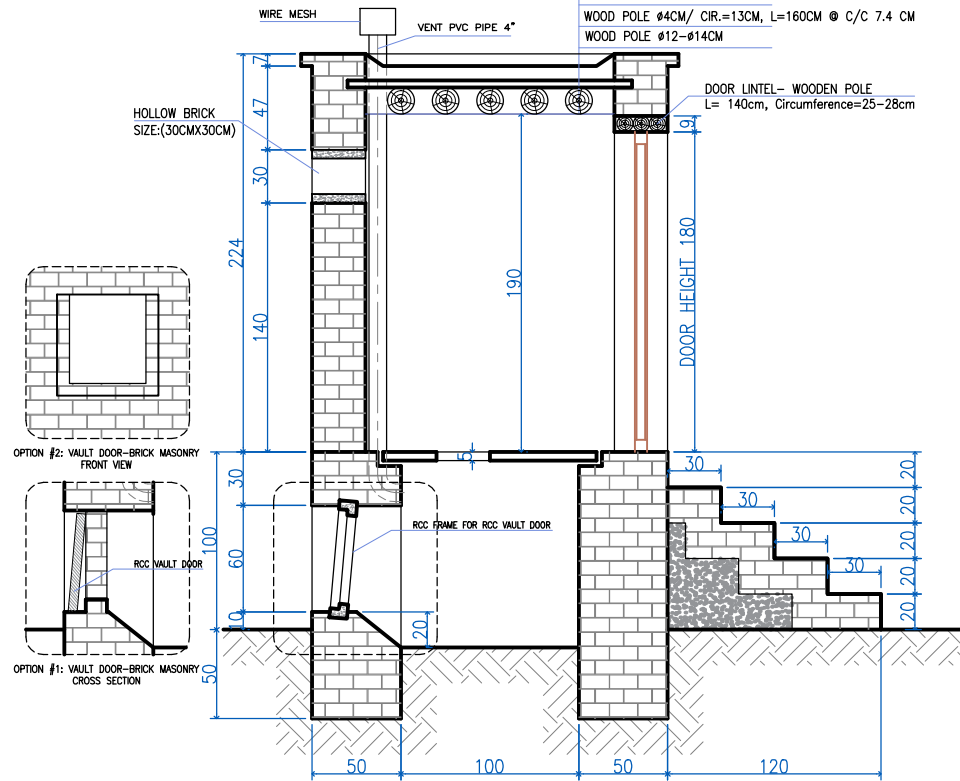 WIRE MESH
VENT PVC PIPE 4"
WOOD POLE ø4CM/ CIR.=13CM, L=160CM @ C/C 7.4 CM
WOOD POLE ø12-ø14CM
DOOR LINTEL- WOODEN POLE
L= 140cm, Circumference=25-28cm
HOLLOW BRICK
SIZE:(30CMX30CM)
7
47
30
224
140
9
190
DOOR HEIGHT 180
OPTION #2: VAULT DOOR-BRICK MASONRY
FRONT VIEW
5
30
100
60
10
50
RCC FRAME FOR RCC VAULT DOOR
RCC VAULT DOOR
20
30
30
30
30
20
20
20
20
20
OPTION #1: VAULT DOOR-BRICK MASONRY
CROSS SECTION
50
100
50
120